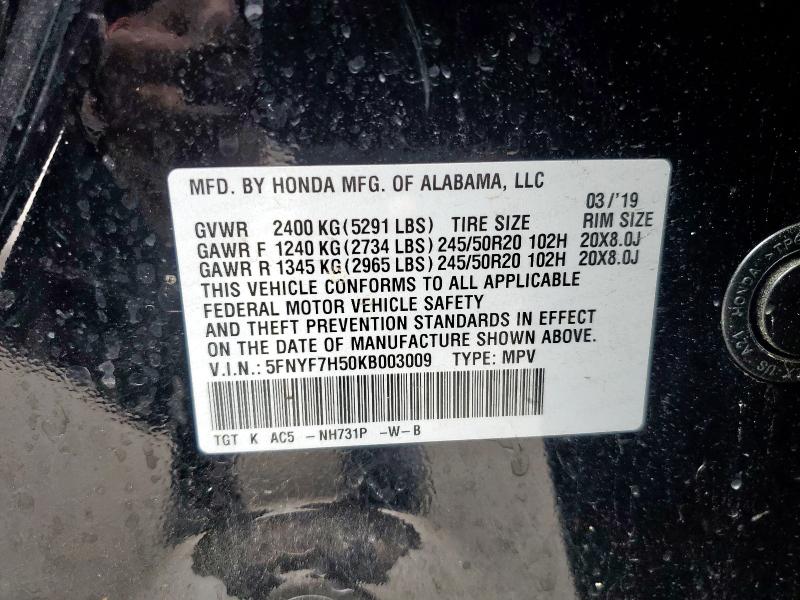 MFD. BY HONDA MFG. OF ALABAMA, LLC
03/'19
GVWR 2400 KG(5291 LBS) TIRE SIZE RIM SIZE
GAWR F 1240 KG(2734 LBS) 245/50R20 102H 20X8.0J
GAWR R 1345 KG(2965 LBS) 245/50R20 102H 20X8.0J
THIS VEHICLE CONFORMS TO ALL APPLICABLE
FEDERAL MOTOR VEHICLE SAFETY
AND THEFT PREVENTION STANDARDS IN EFFECT
ON THE DATE OF MANUFACTURE SHOWN ABOVE.
V.I.N.: 5FNYF7H50KB003009 TYPE: MPV
TGT K AC5 -NH731P -W-B
HONDA